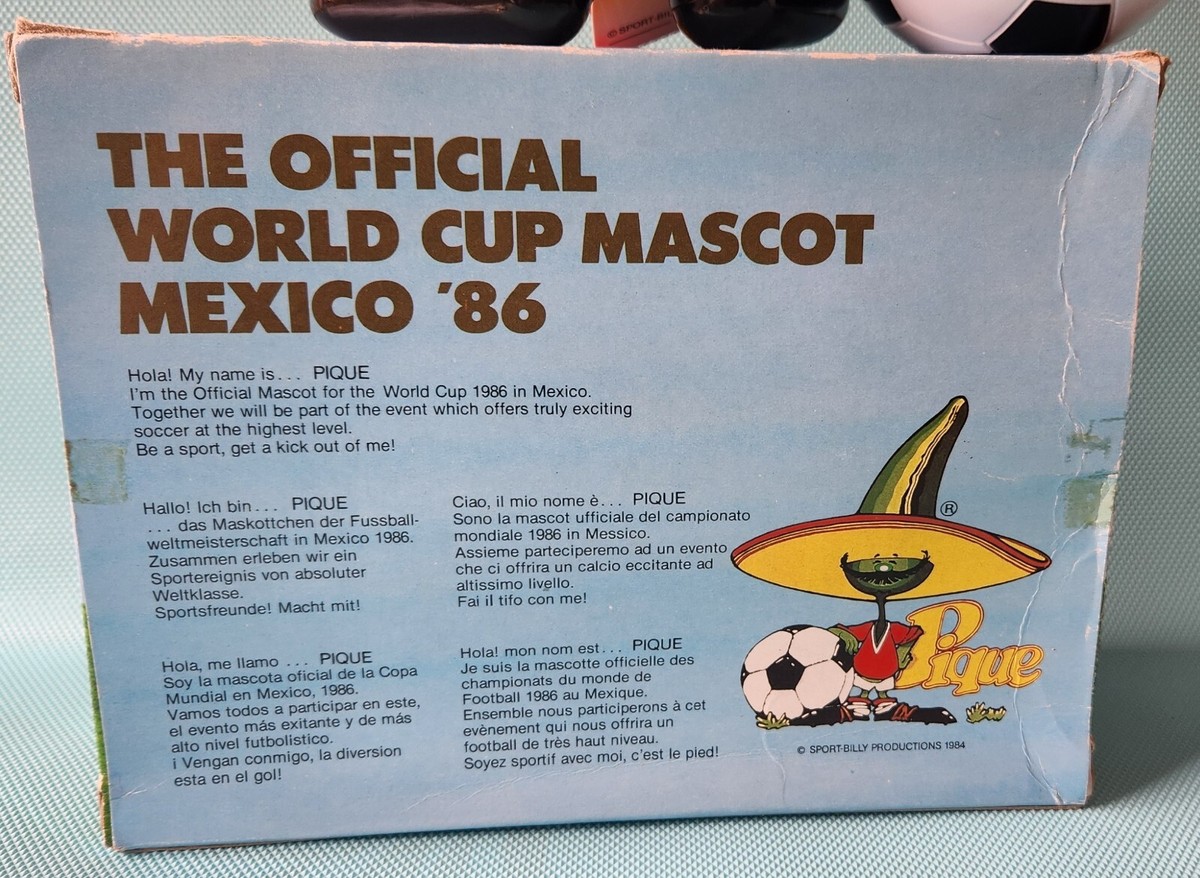 © SPORT-BI
THE OFFICIAL
WORLD CUP MASCOT
MEXICO '86
Hola! My name is... PIQUE
I'm the Official Mascot for the World Cup 1986 in Mexico.
Together we will be part of the event which offers truly exciting
soccer at the highest level.
Be a sport, get a kick out of me!
Hallo! Ich bin... PIQUE
... das Maskottchen der Fussball-
weltmeisterschaft in Mexico 1986.
Zusammen erleben wir ein
Sportereignis von absoluter
Weltklasse.
Sportsfreunde! Macht mit!
Ciao, il mio nome è... PIQUE
Sono la mascot ufficiale del campionato
mondiale 1986 in Messico.
Assieme parteciperemo ad un evento
che ci offrira un calcio eccitante ad
altissimo livello.
Fai il tifo con me!
Hola, me llamo ... PIQUE
Soy la mascota oficial de la Copa
Mundial en Mexico, 1986.
Vamos todos a participar en este,
el evento más exitante y de más
alto nivel futbolistico.
i Vengan conmigo, la diversion
esta en el gol!
Hola! mon nom est... PIQUE
Je suis la mascotte officielle des
championats du monde de
Football 1986 au Mexique.
Ensemble nous participerons à cet
evènement qui nous offrira un
football de très haut niveau.
Soyez sportif avec moi, c'est le pied!
®
Pique
© SPORT-BILLY PRODUCTIONS 1984